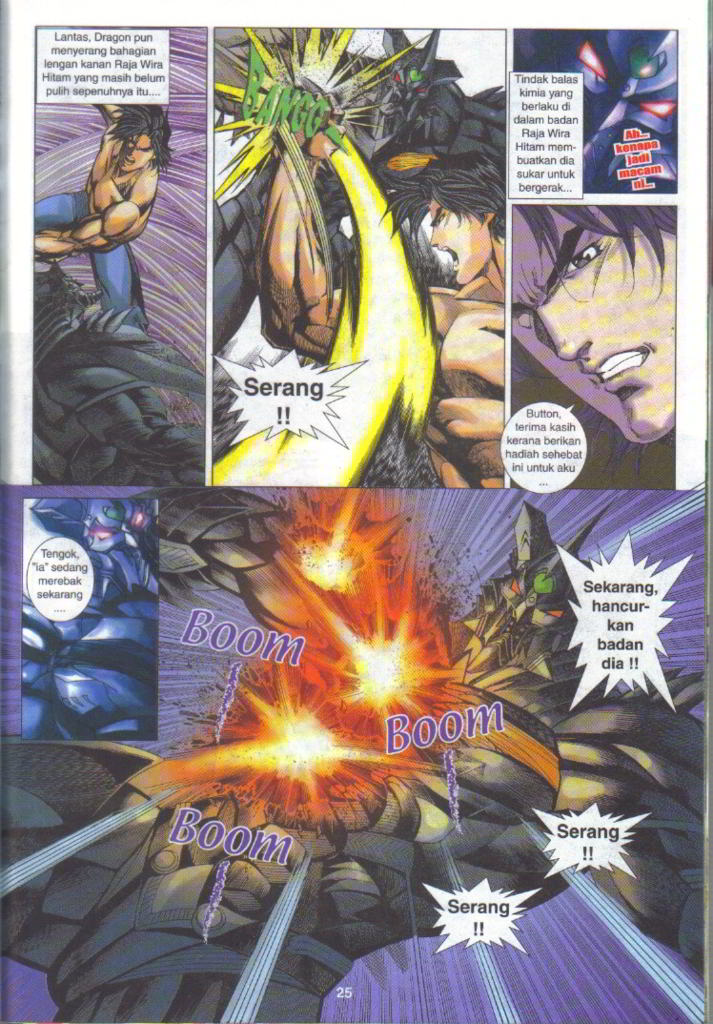 Lantas, Dragon pun
menyerang bahagian
lengan kanan Raja Wira
Hitam yang masih belum
pulih sepenuhnya itu....
BANGO
Serang
!!
Tindak balas
kimia yang
berlaku di
dalam badan
Raja Wira
Hitam mem-
buatkan dia
sukar untuk
bergerak...
Ah...
kenapa
jadi
macam
ni...
Button,
terima kasih
kerana berikan
hadiah sehebat
ini untuk aku
...
Tengok,
"ia" sedang
merebak
sekarang
....
Boom
Boom
Boom
Sekarang,
hancur-
kan
badan
dia !!
Serang
!!
Serang
!!
25